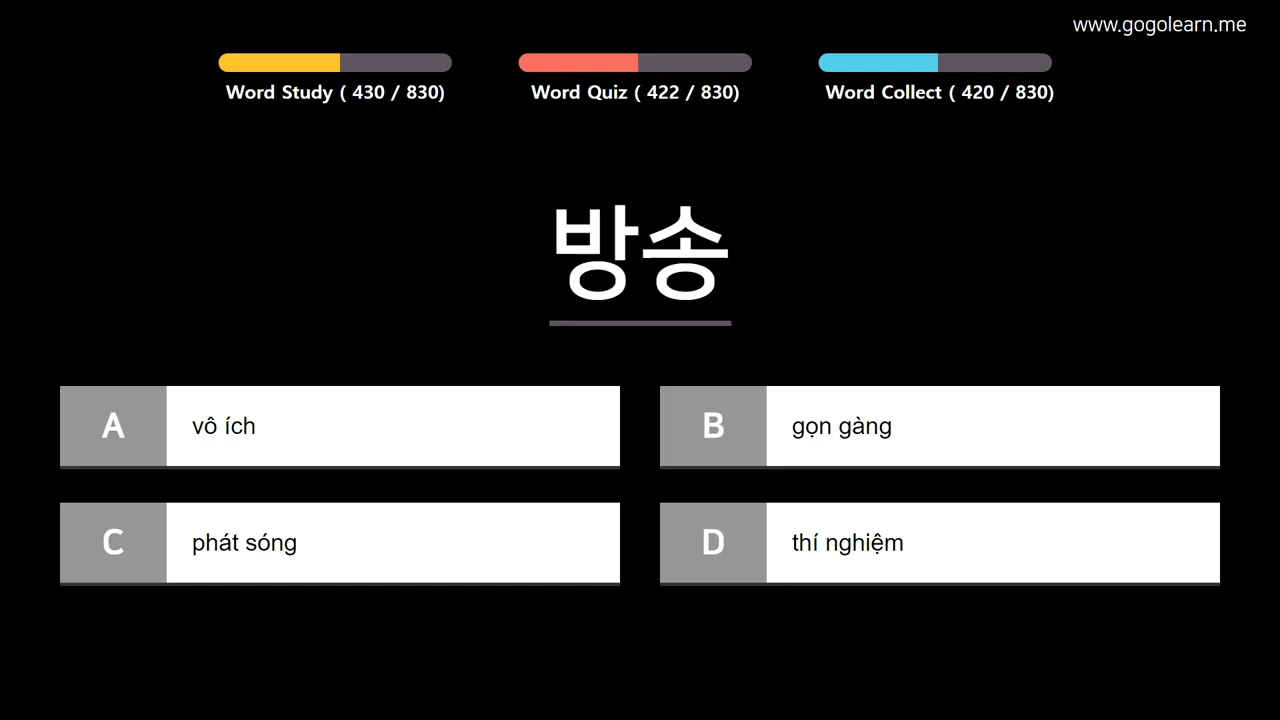 www.gogolearn.me
Word Study ( 430 / 830)
Word Quiz ( 422 / 830)
Word Collect ( 420 / 830)
방송
A vô ích
B gọn gàng
C phát sóng
D thí nghiệm